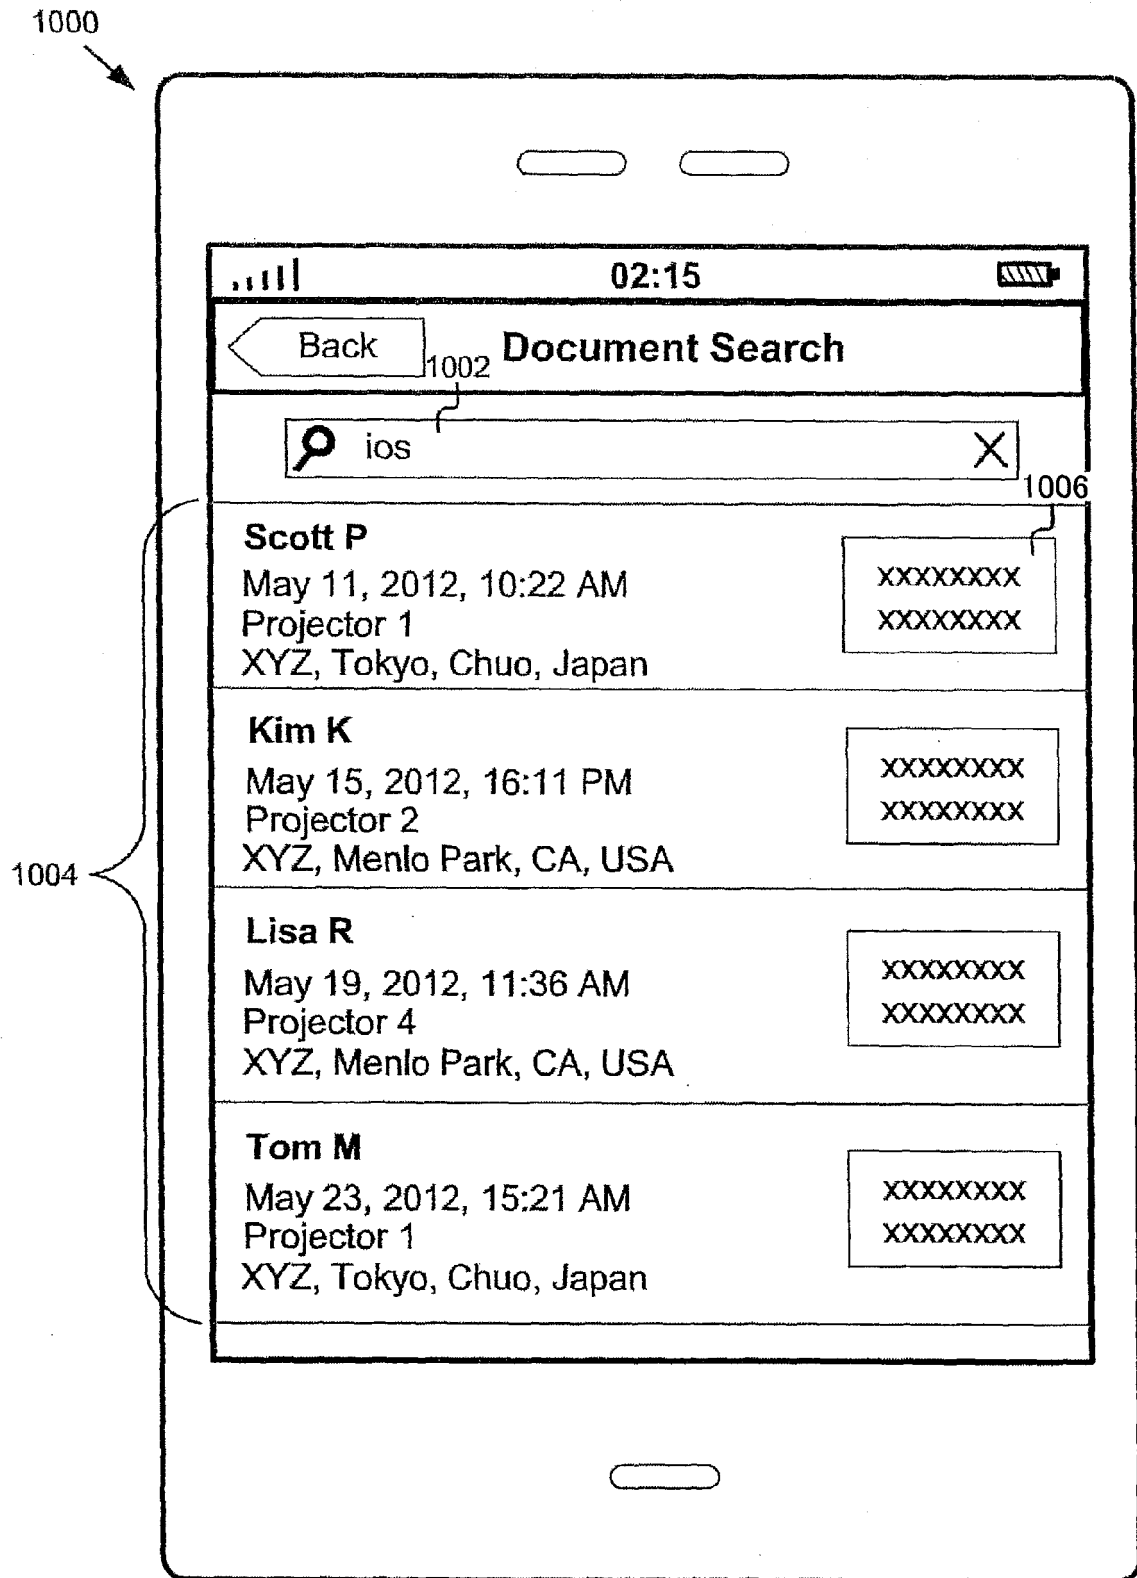 1000
02:15
Back
Document Search
1002
ios
X
1006
Scott P
May 11, 2012, 10:22 AM
Projector 1
XYZ, Tokyo, Chuo, Japan
XXXXXXXX
XXXXXXXX
Kim K
May 15, 2012, 16:11 PM
Projector 2
XYZ, Menlo Park, CA, USA
XXXXXXXX
XXXXXXXX
1004
Lisa R
May 19, 2012, 11:36 AM
Projector 4
XYZ, Menlo Park, CA, USA
XXXXXXXX
XXXXXXXX
Tom M
May 23, 2012, 15:21 AM
Projector 1
XYZ, Tokyo, Chuo, Japan
XXXXXXXX
XXXXXXXX